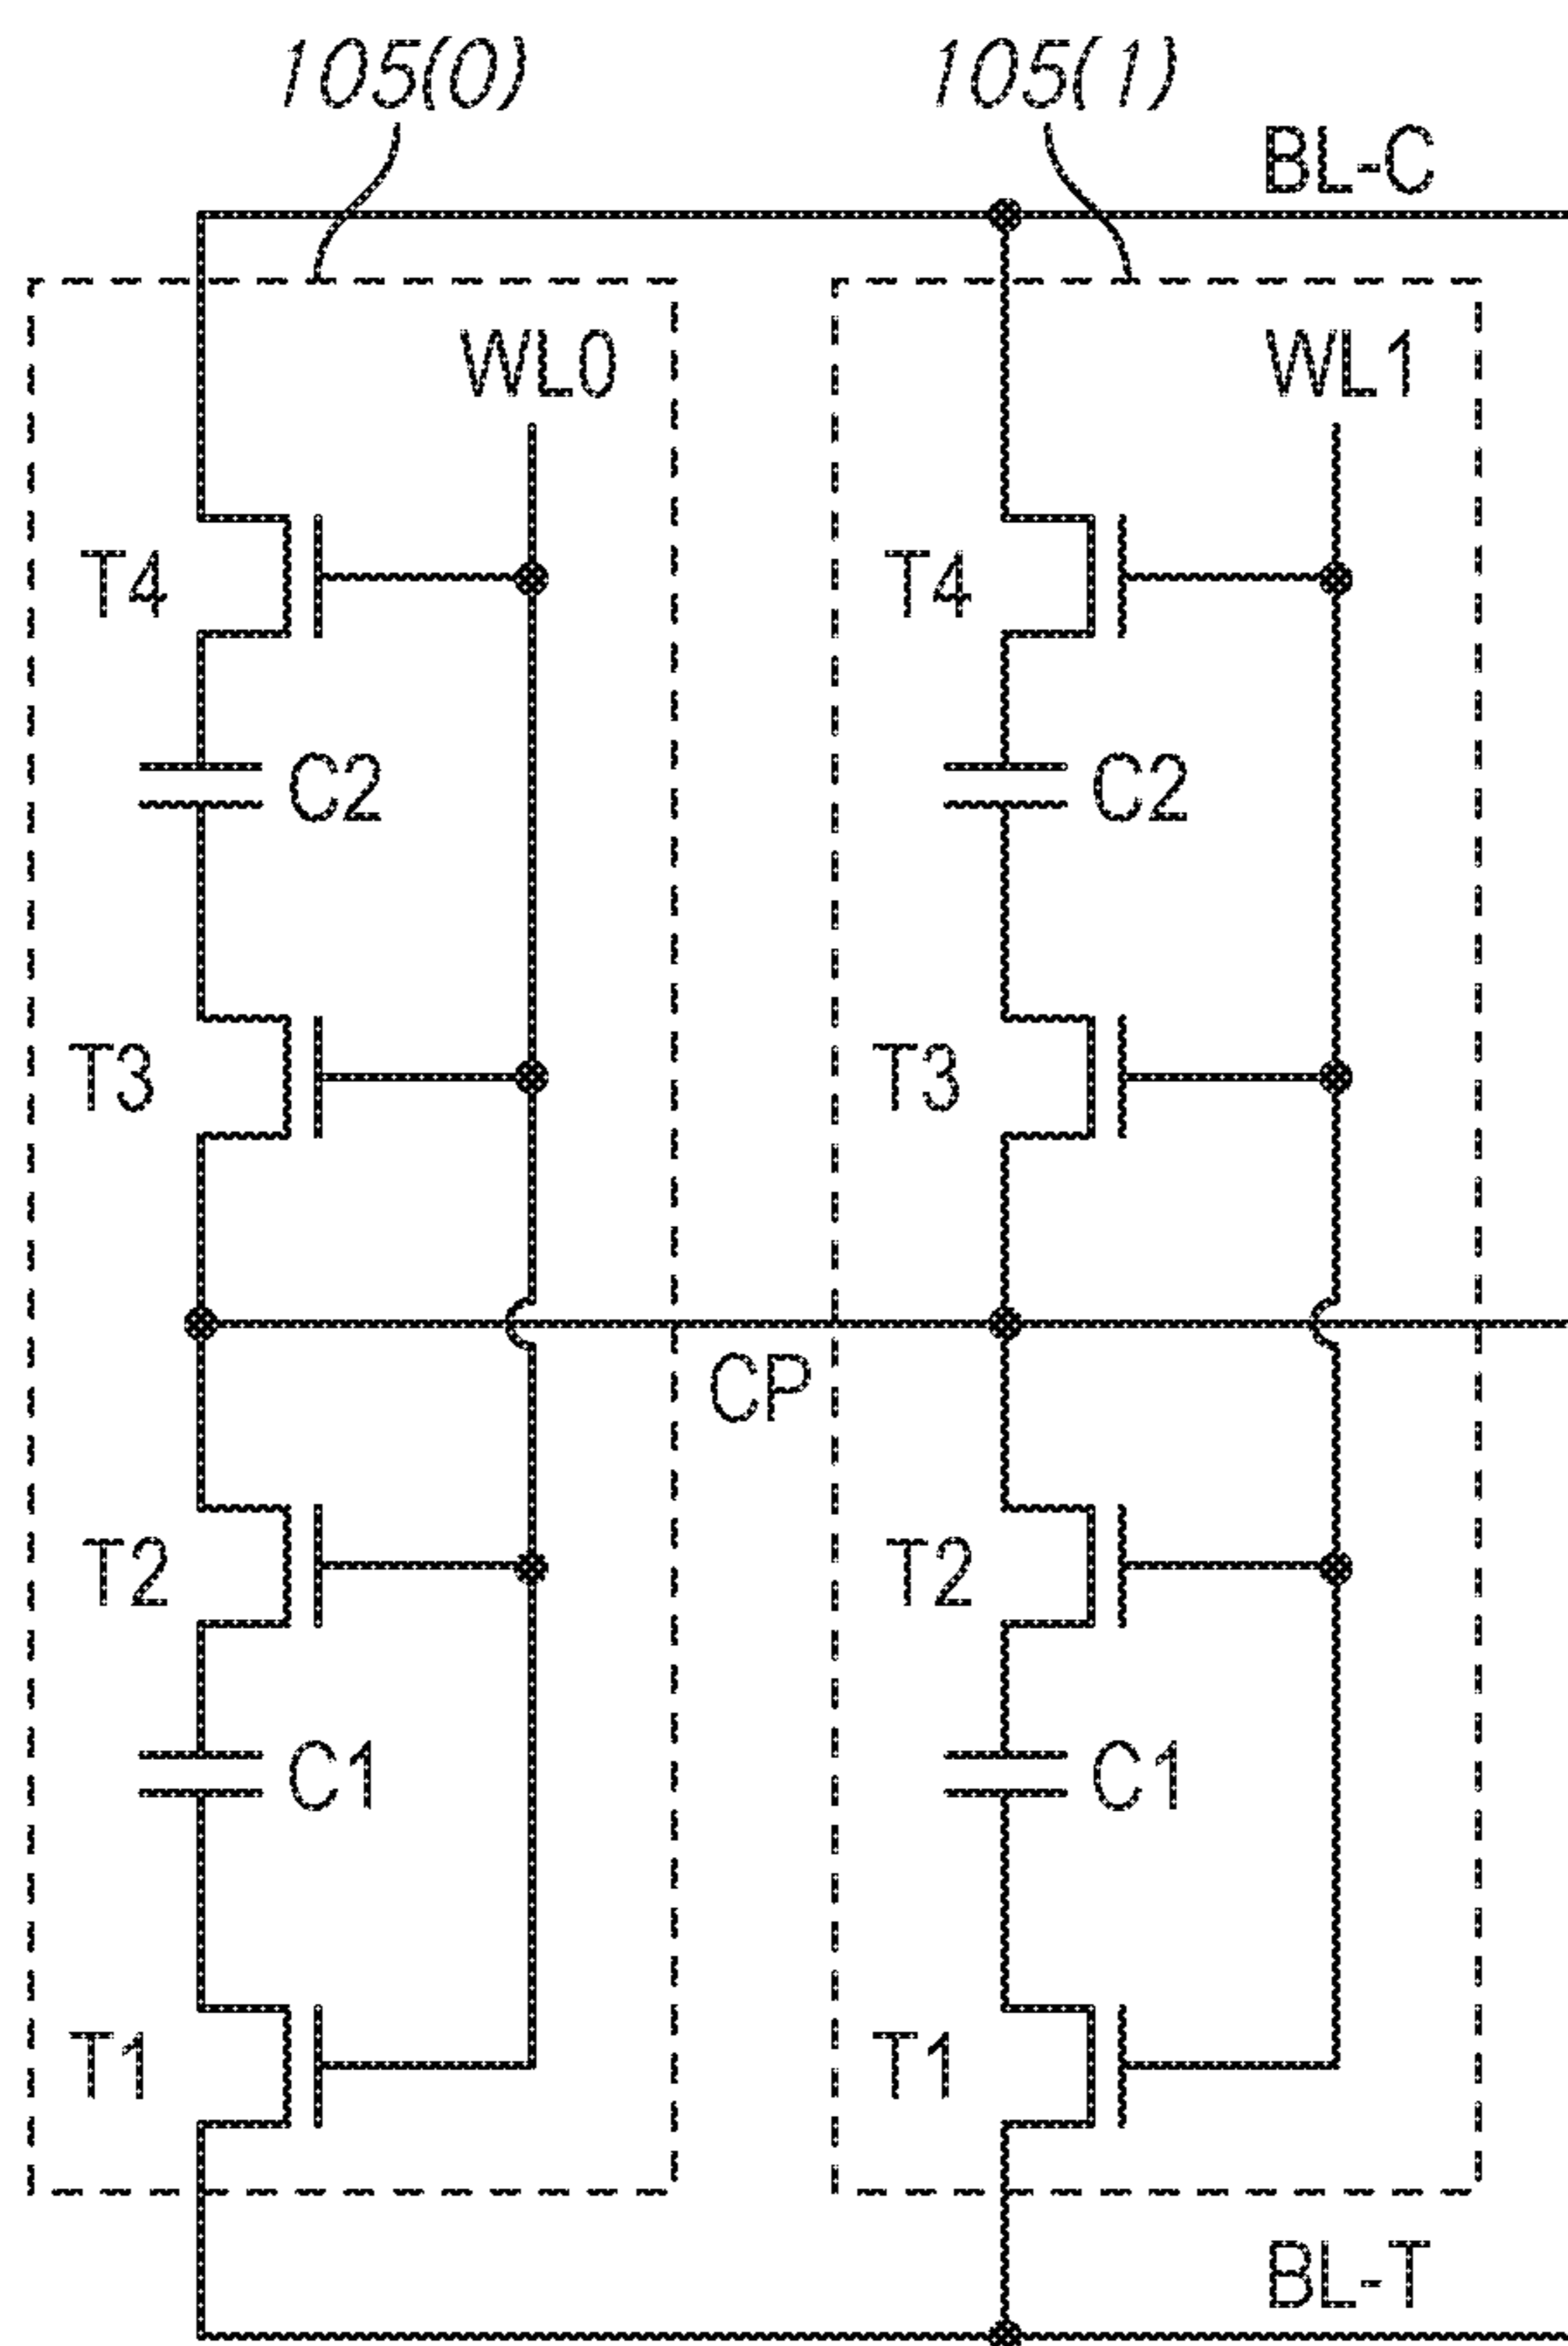 105(0) 105(1)
BL-C
WL0 WL1
T4 T4
C2 C2
T3 T3
CP
T2 T2
C1 C1
T1 T1
BL-T